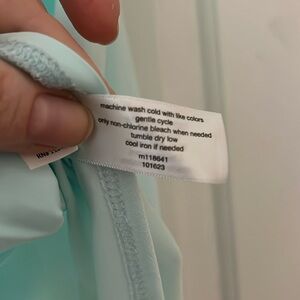 machine wash cold with like colors
gentle cycle
only non-chlorine bleach when needed
tumble dry low
cool iron if needed
m118641
101623